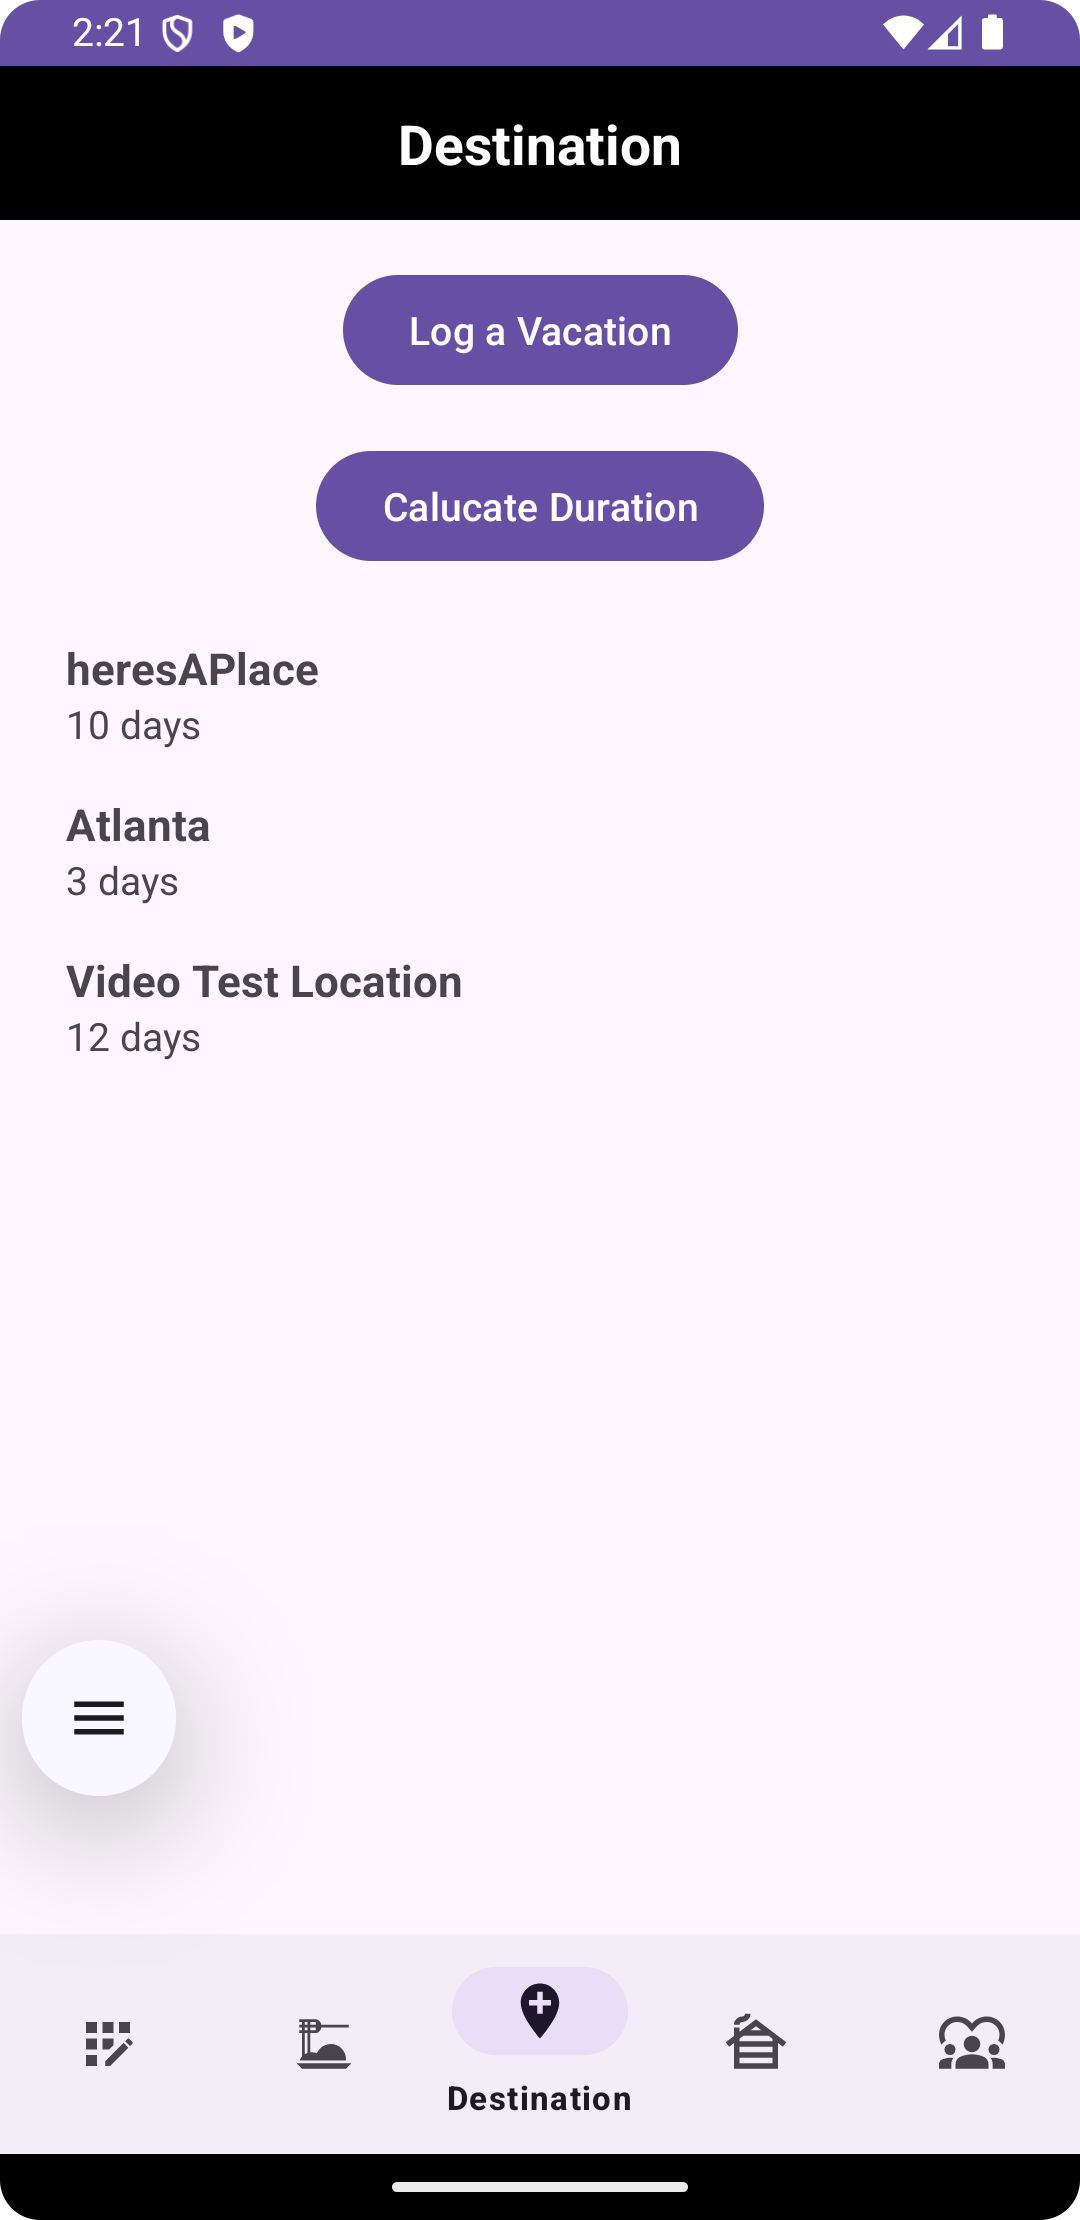 2:21
Destination
Log a Vacation
Calucate Duration
heresAPlace
10 days
Atlanta
3 days
Video Test Location
12 days
Destination